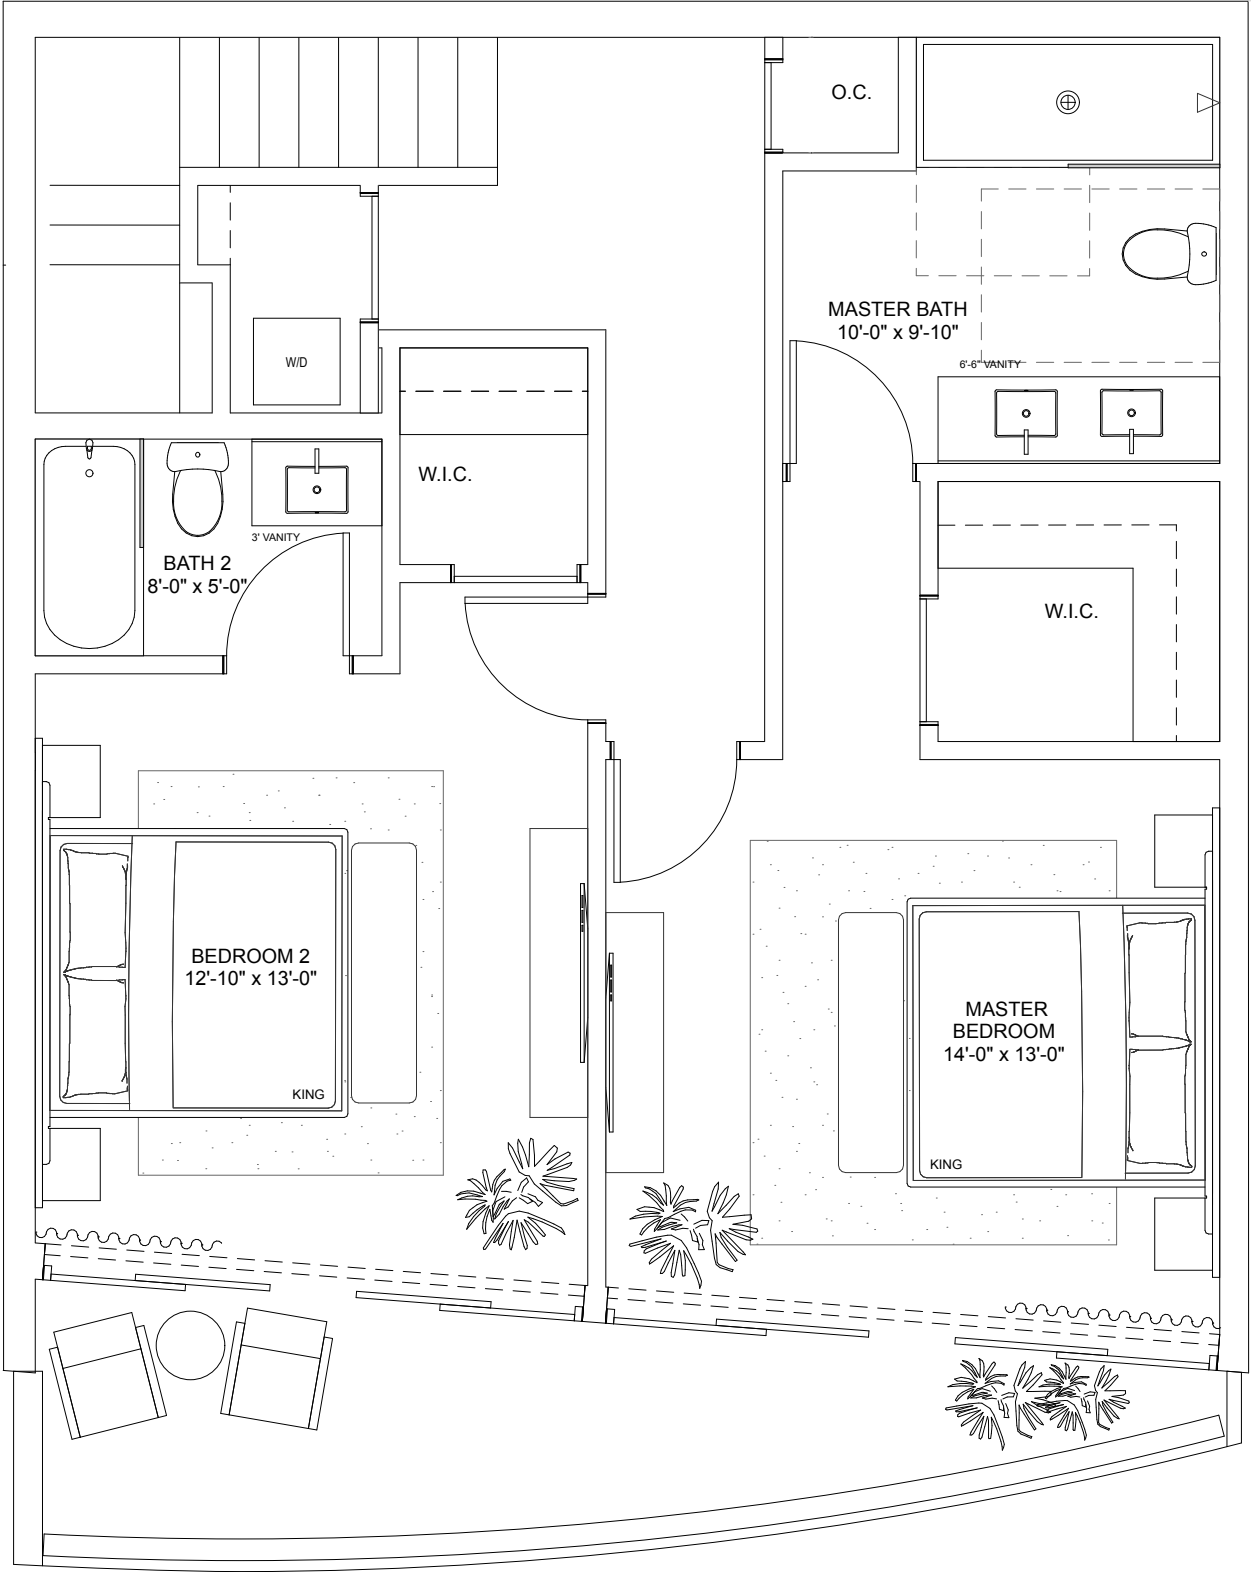 O.C.
MASTER BATH
10'-0" x 9'-10"
W/D
6'-6" VANITY
W.I.C.
3' VANITY
BATH 2
8'-0" x 5'-0"
W.I.C.
BEDROOM 2
12'-10" x 13'-0"
KING
MASTER
BEDROOM
14'-0" x 13'-0"
KING